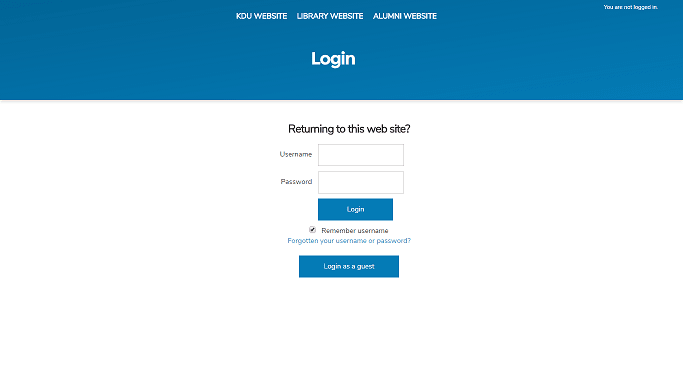 You are not logged in.
KDU WEBSITE LIBRARY WEBSITE ALUMNI WEBSITE
Login
Returning to this web site?
Username
Password
Login
Remember username
Forgotten your username or password?
Login as a guest